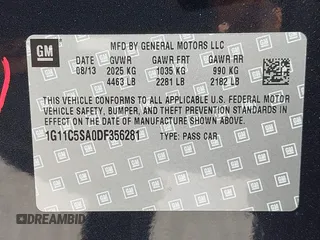 GM
MFD BY GENERAL MOTORS LLC
DATE GVWR GAWR FRT GAWR RR
08/13 2025 KG 1035 KG 990 KG
4463 LB 2281 LB 2182 LB
THIS VEHICLE CONFORMS TO ALL APPLICABLE U.S. FEDERAL MOTOR
VEHICLE SAFETY, BUMPER, AND THEFT PREVENTION STANDARDS IN
EFFECT ON THE DATE OF MANUFACTURE SHOWN ABOVE.
1G11C5SA0DF356281 TYPE: PASS CAR
DREAMBID